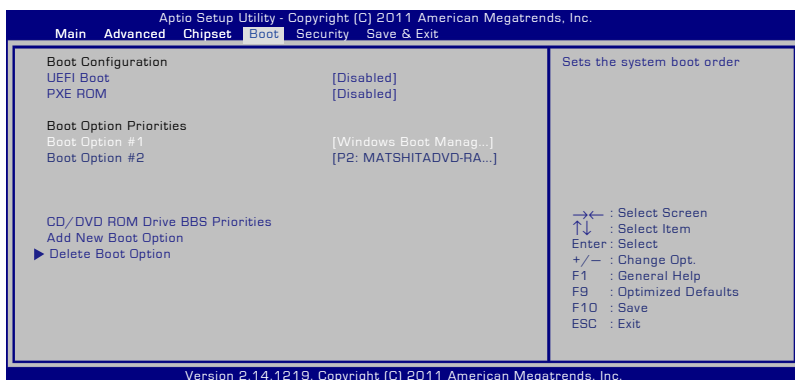 Aptio Setup Utility - Copyright (C) 2011 American Megatrends, Inc.
Main Advanced Chipset Boot Security Save & Exit
Boot Configuration
UEFI Boot [Disabled]
PXE ROM [Disabled]
Boot Option Priorities
Boot Option #1 [Windows Boot Manag...]
Boot Option #2 [P2: MATSHITADVD-RA...]
CD/DVD ROM Drive BBS Priorities
Add New Boot Option
▶ Delete Boot Option
Sets the system boot order
→← : Select Screen
↑↓ : Select Item
Enter : Select
+/— : Change Opt.
F1 : General Help
F9 : Optimized Defaults
F10 : Save
ESC : Exit
Version 2.14.1219. Copyright (C) 2011 American Megatrends, Inc.